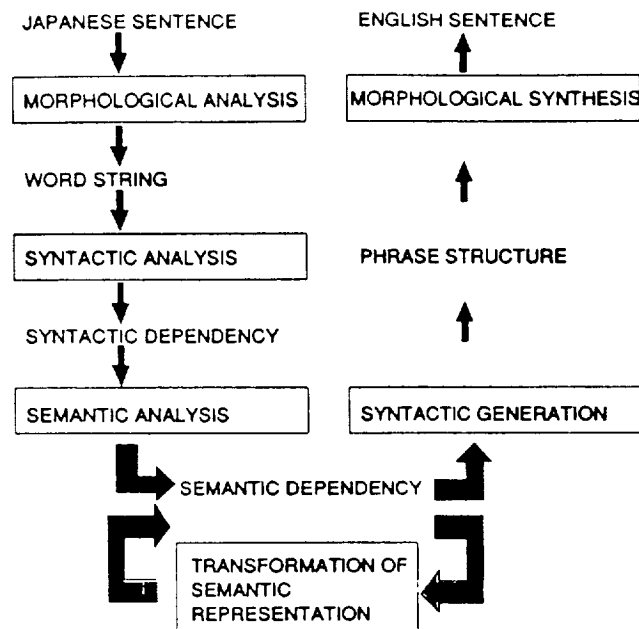 JAPANESE SENTENCE
ENGLISH SENTENCE
MORPHOLOGICAL ANALYSIS
MORPHOLOGICAL SYNTHESIS
WORD STRING
SYNTACTIC ANALYSIS
PHRASE STRUCTURE
SYNTACTIC DEPENDENCY
SEMANTIC ANALYSIS
SYNTACTIC GENERATION
SEMANTIC DEPENDENCY
TRANSFORMATION OF
SEMANTIC
REPRESENTATION